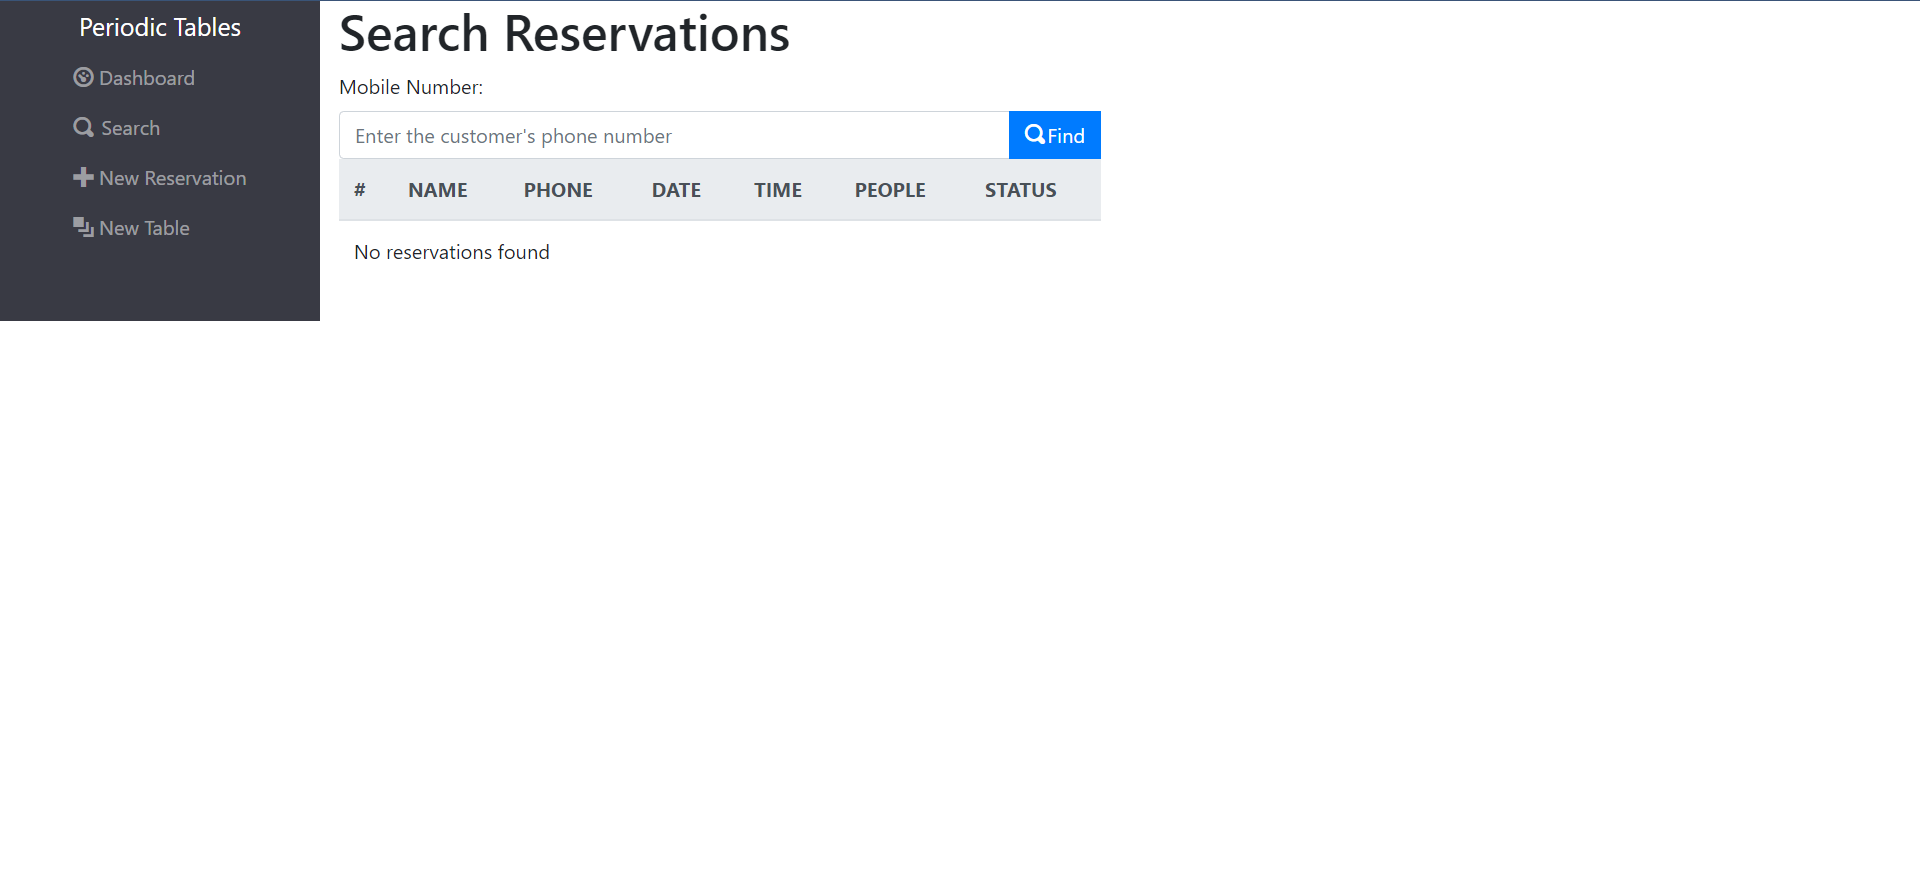 Periodic Tables
Dashboard
Search
New Reservation
New Table
Search Reservations
Mobile Number:
Enter the customer's phone number
Find
# NAME PHONE DATE TIME PEOPLE STATUS
No reservations found